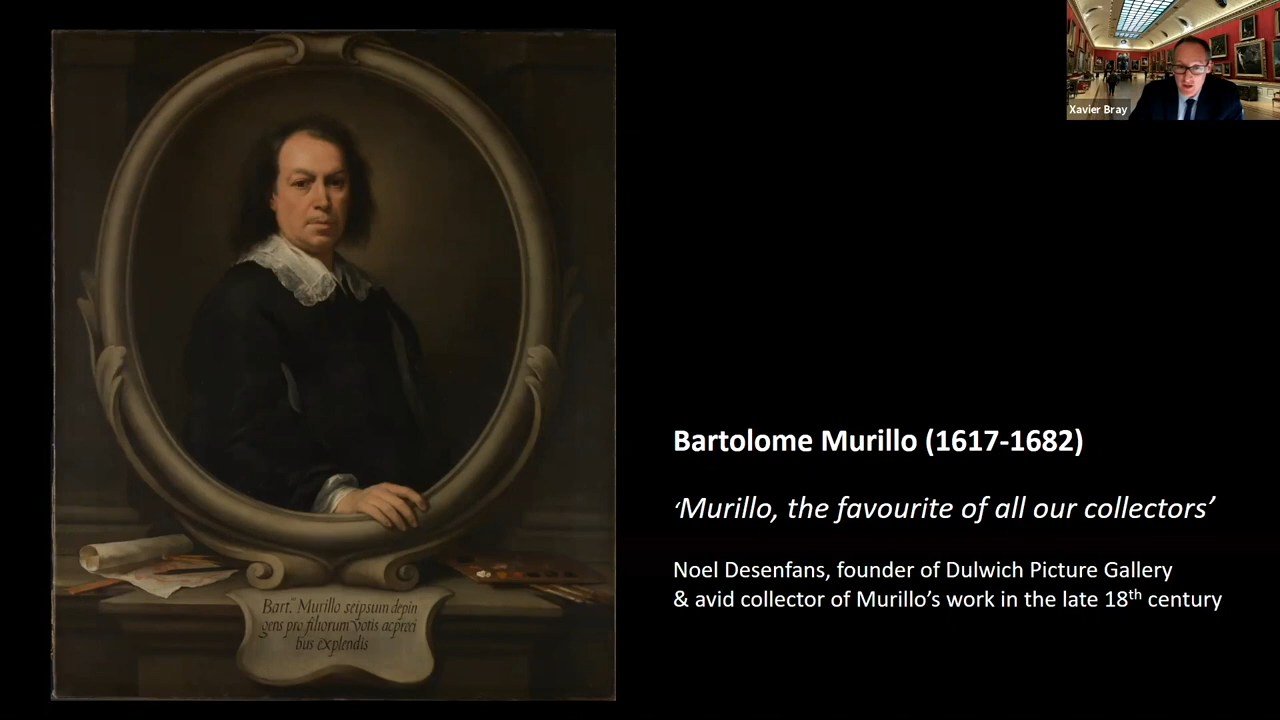 Xavier Bray
Bartolome Murillo (1617-1682)
‘Murillo, the favourite of all our collectors’
Noel Desenfans, founder of Dulwich Picture Gallery
& avid collector of Murillo’s work in the late 18th century
Bart.us Murillo seipsum depin
gens pro filiorum votis acpreci
bus explendis